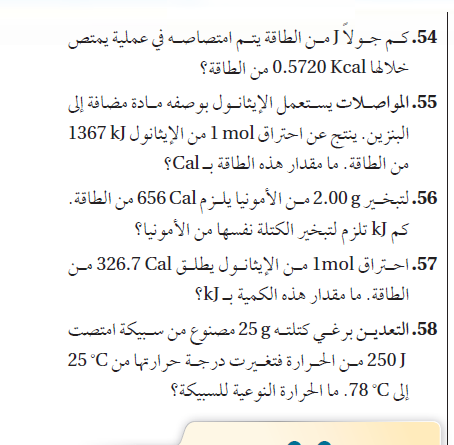 54. كم جولاً J من الطاقة يتم امتصاصه في عملية يمتص
خلالها 0.5720 Kcal من الطاقة؟
55. المواصلات يستعمل الإيثانول بوصفه مادة مضافة إلى
البنزين. ينتج عن احتراق 1 mol من الإيثانول 1367 kJ
من الطاقة. ما مقدار هذه الطاقة بـ Cal؟
56. لتبخير 2.00 g من الأمونيا يلزم 656 Cal من الطاقة.
كم kJ تلزم لتبخير الكتلة نفسها من الأمونيا؟
57. احتراق 1mol من الإيثانول يطلق 326.7 Cal من
الطاقة. ما مقدار هذه الكمية بـ kJ؟
58. التعدين برغي كتلته 25 g مصنوع من سبيكة امتصت
250 J من الحرارة فتغيرت درجة حرارتها من 25 °C
إلى 78 °C. ما الحرارة النوعية للسبيكة؟